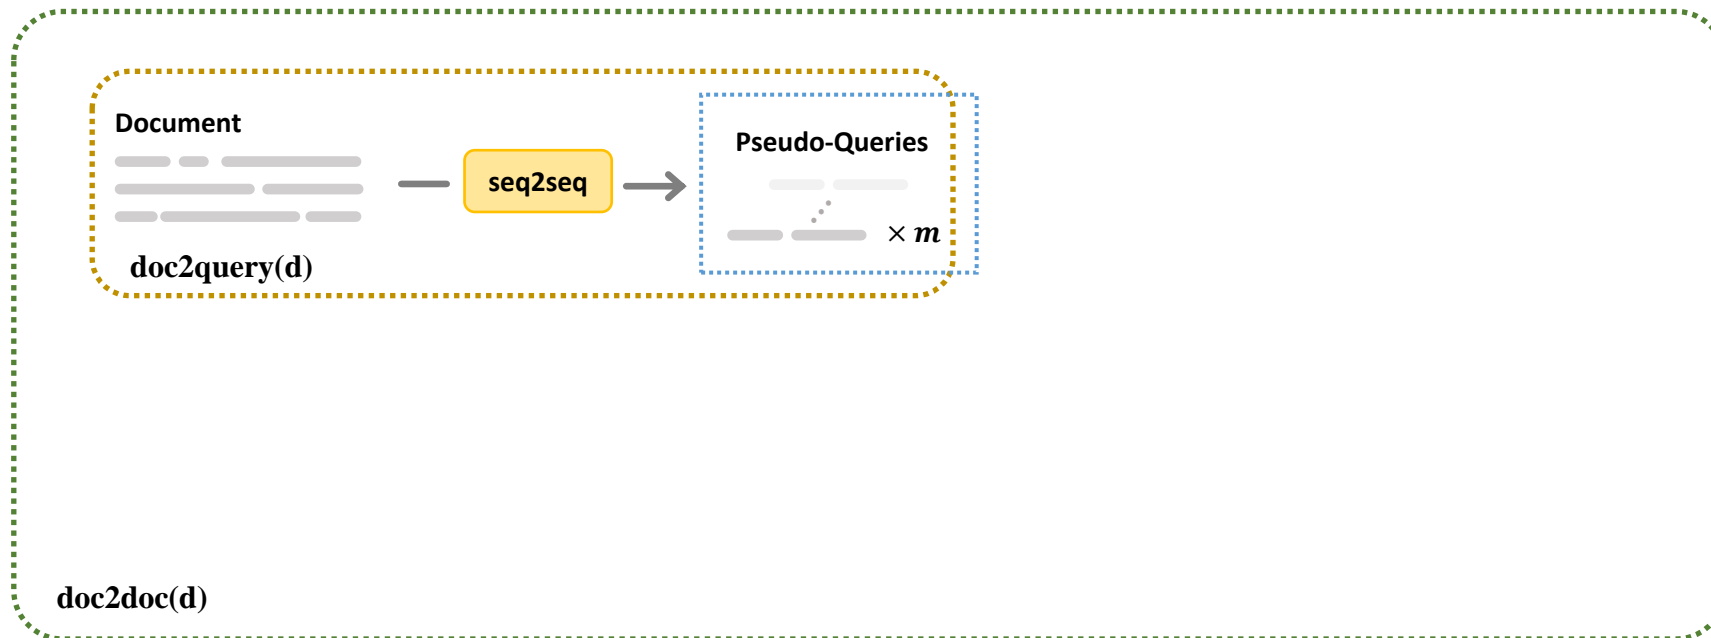 Document
seq2seq
Pseudo-Queries
× m
doc2query(d)
doc2doc(d)